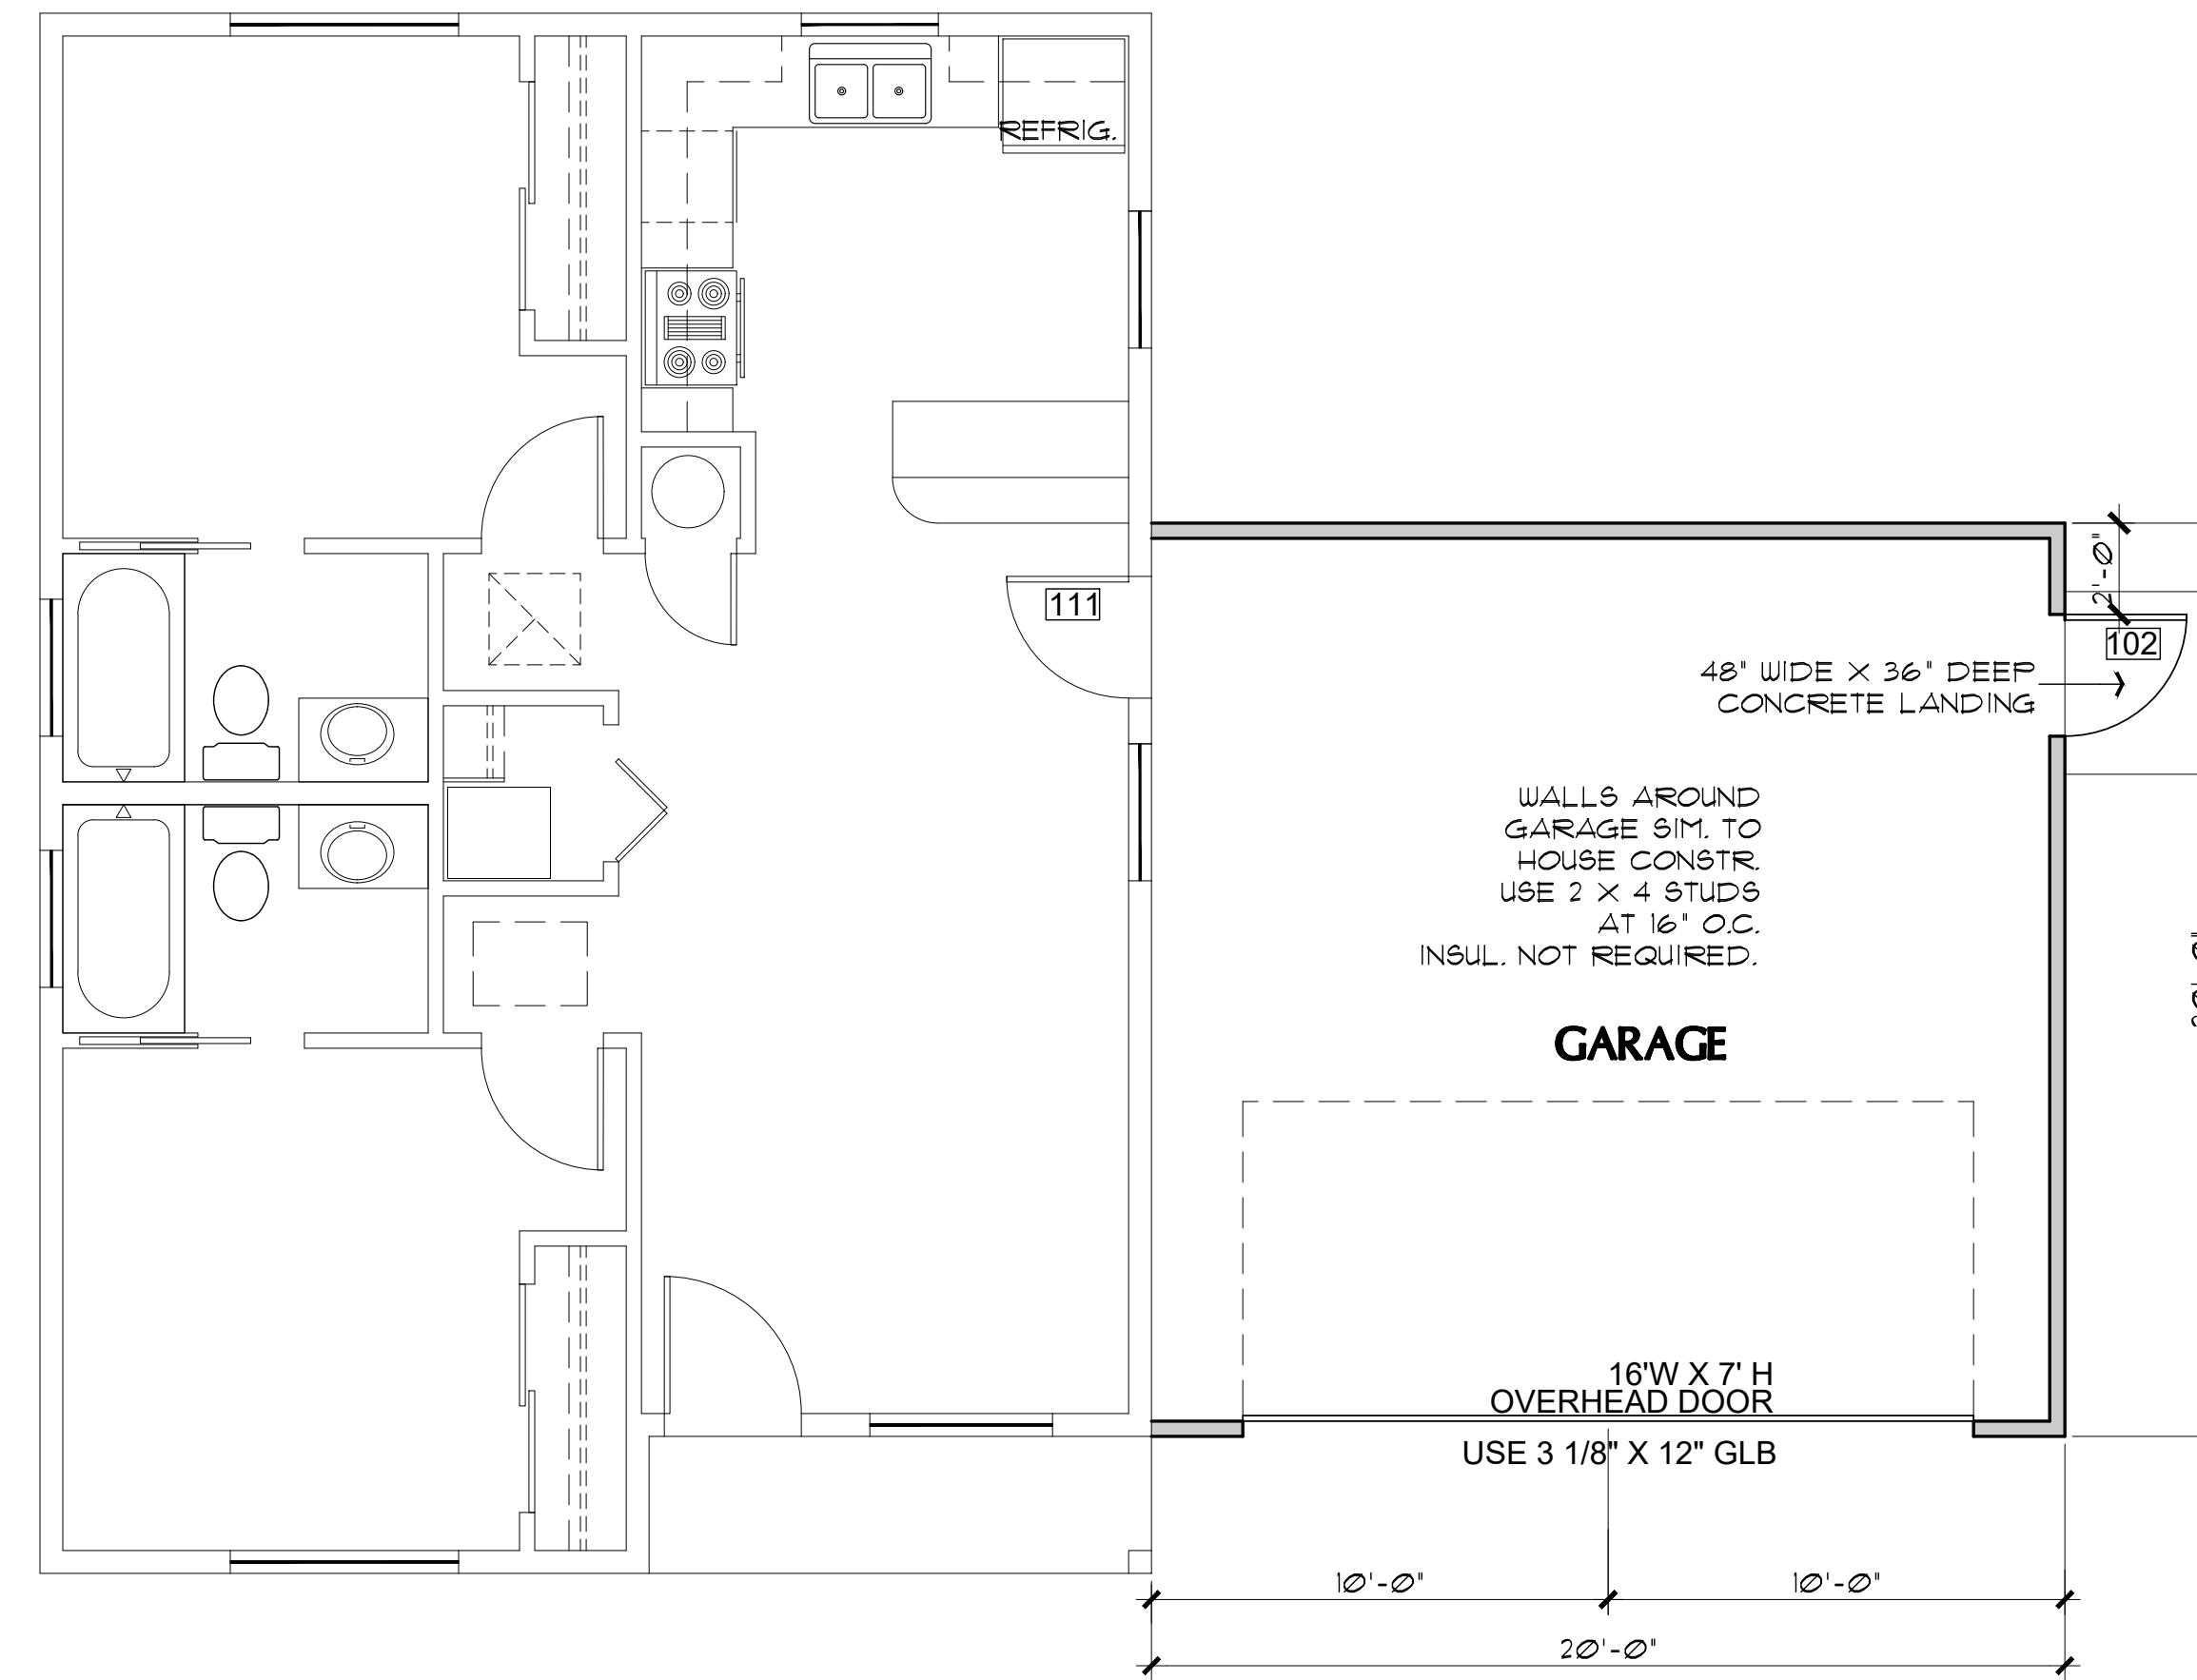 REFRIG.
111
2'-0"
102
48" WIDE X 36" DEEP
CONCRETE LANDING
WALLS AROUND
GARAGE SIM. TO
HOUSE CONSTR.
USE 2 X 4 STUDS
AT 16" O.C.
INSUL. NOT REQUIRED.
GARAGE
16'W X 7' H
OVERHEAD DOOR
USE 3 1/8" X 12" GLB
10'-0"
10'-0"
20'-0"